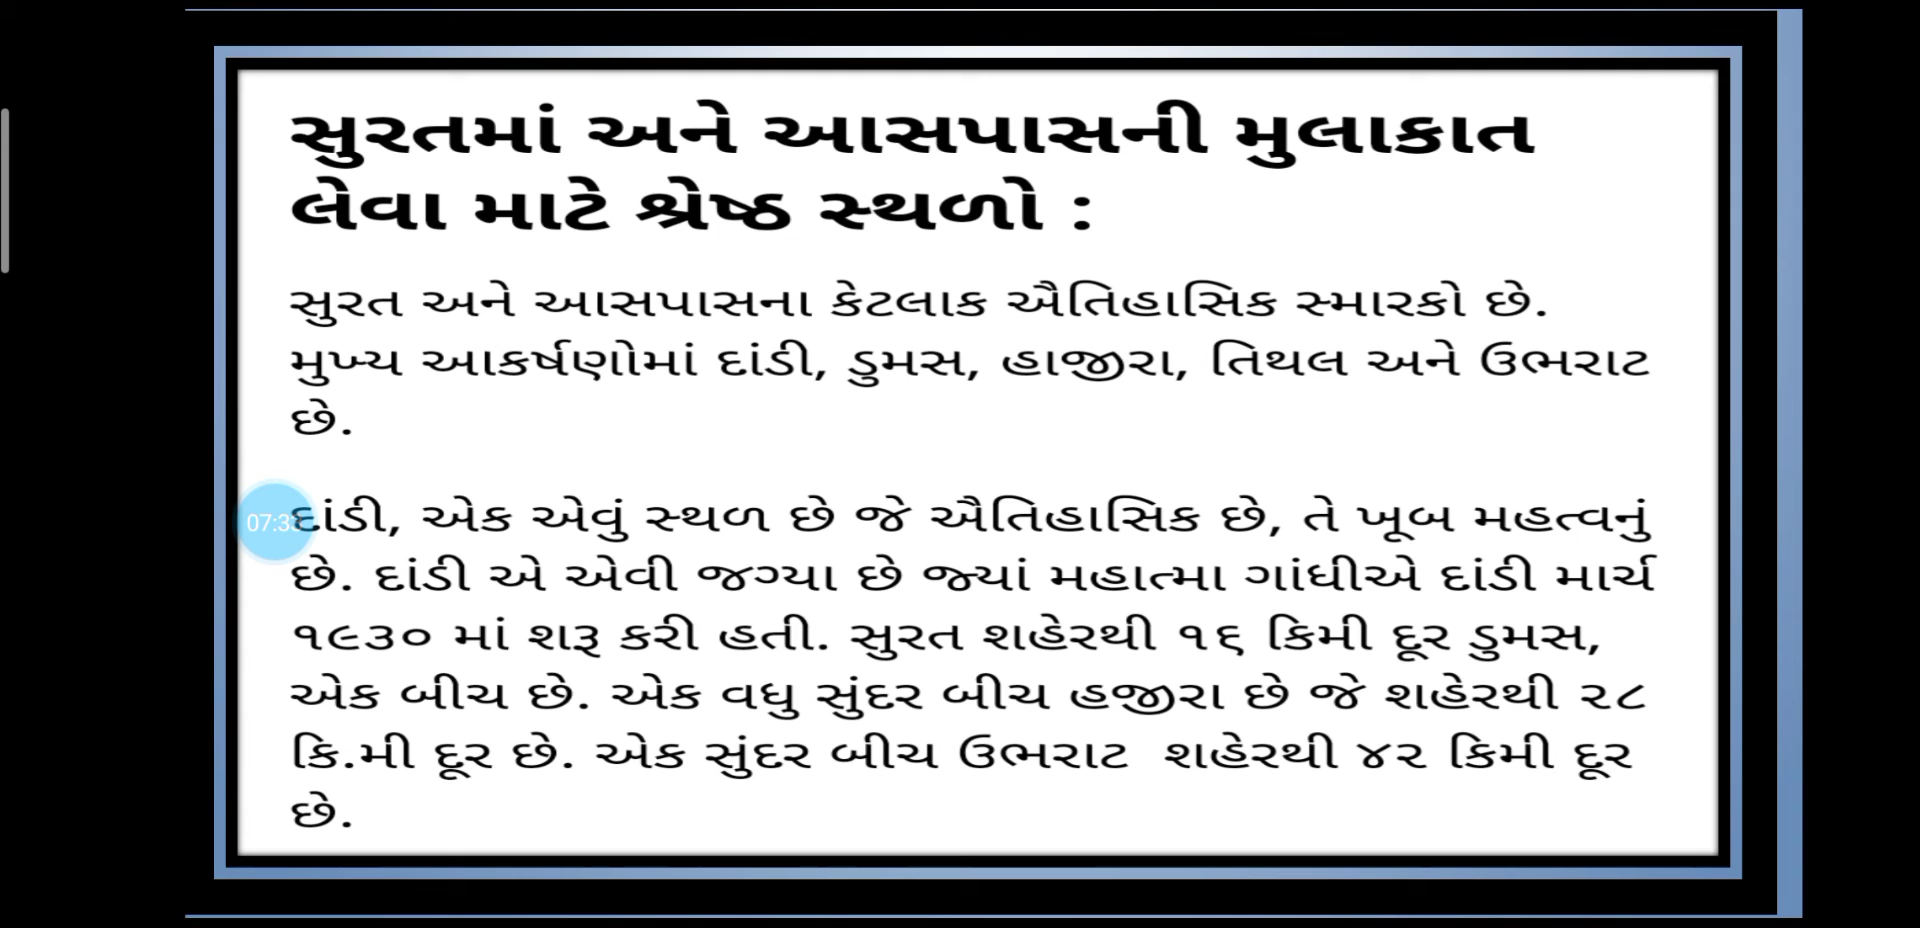 સુરતમાં અને આસપાસની મુલાકાત
લેવા માટે શ્રેષ્ઠ સ્થળો :
સુરત અને આસપાસના કેટલાક ઐતિહાસિક સ્મારકો છે.
મુખ્ય આકર્ષણોમાં દાંડી, ડુમસ, હાજીરા, તિથલ અને ઉભરાટ
છે.
દાંડી, એક એવું સ્થળ છે જે ઐતિહાસિક છે, તે ખૂબ મહત્વનું
છે. દાંડી એ એવી જગ્યા છે જ્યાં મહાત્મા ગાંધીએ દાંડી માર્ચ
૧૯૩૦ માં શરૂ કરી હતી. સુરત શહેરથી ૧૬ કિમી દૂર ડુમસ,
એક બીચ છે. એક વધુ સુંદર બીચ હજીરા છે જે શહેરથી ૨૮
કિ.મી દૂર છે. એક સુંદર બીચ ઉભરાટ શહેરથી ૪૨ કિમી દૂર
છે.